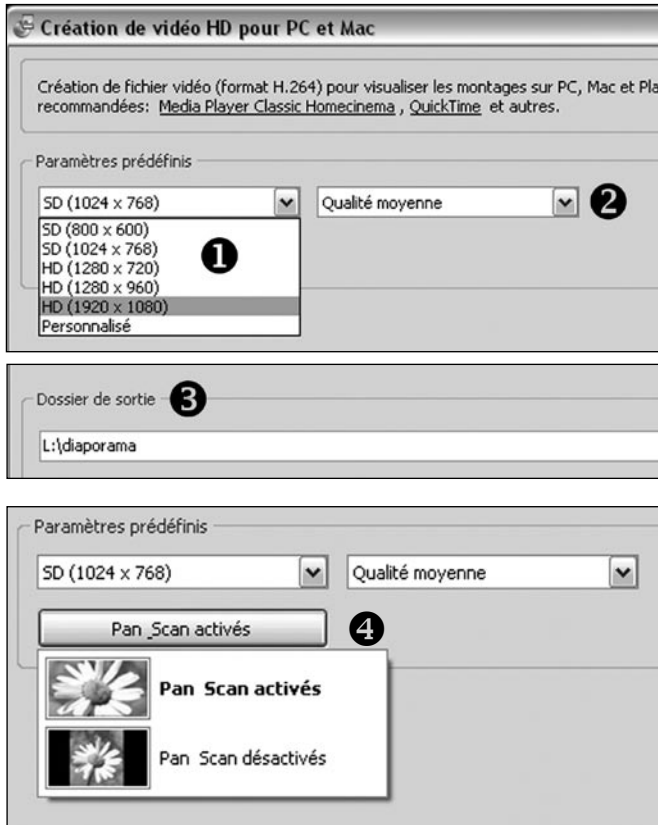 Création de vidéo HD pour PC et Mac
Création de fichier vidéo (format H.264) pour visualiser les montages sur PC, Mac et Pla
recommandées: Media Player Classic Homecinema , QuickTime et autres.
Paramètres prédéfinis
SD (1024 x 768) Qualité moyenne 2
SD (800 x 600)
SD (1024 x 768) 1
HD (1280 x 720)
HD (1280 x 960)
HD (1920 x 1080)
Personnalisé
Dossier de sortie 3
L:\diaporama
Paramètres prédéfinis
SD (1024 x 768) Qualité moyenne
Pan _Scan activés 4
Pan Scan activés
Pan Scan désactivés